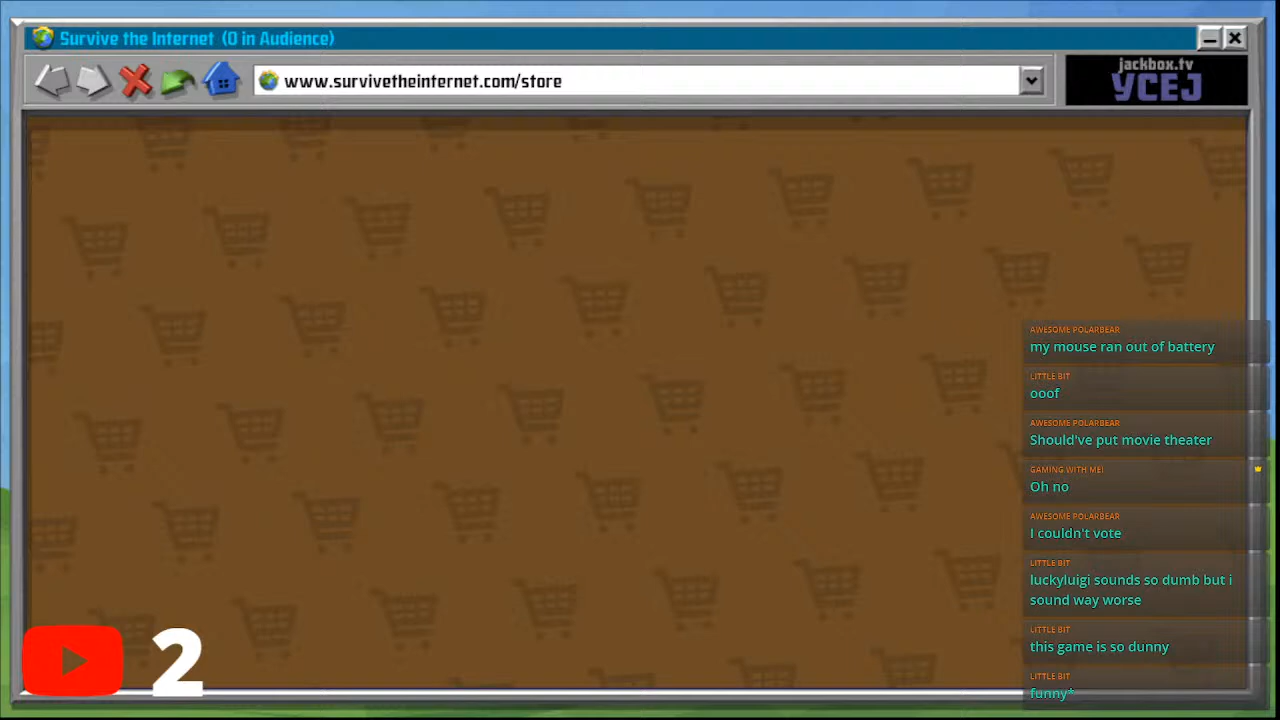 Survive the Internet (0 in Audience)
www.survivetheinternet.com/store
jackbox.tv
YCEJ
AWESOME POLARBEAR
my mouse ran out of battery
LITTLE BIT
ooof
AWESOME POLARBEAR
Should've put movie theater
GAMING WITH ME!
Oh no
AWESOME POLARBEAR
I couldn't vote
LITTLE BIT
luckyluigi sounds so dumb but i
sound way worse
LITTLE BIT
this game is so dunny
LITTLE BIT
funny*
2